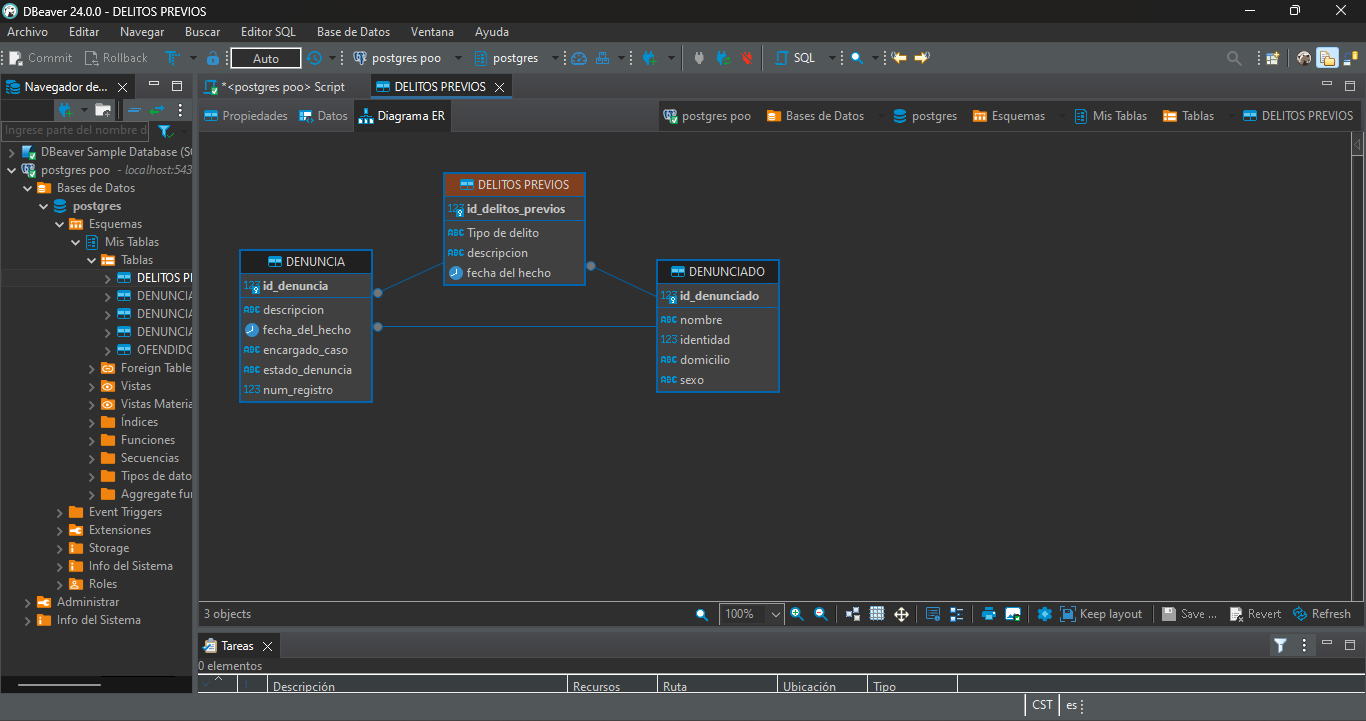 DBeaver 24.0.0 - DELITOS PREVIOS
Archivo Editar Navegar Buscar Editor SQL Base de Datos Ventana Ayuda
Commit Rollback Auto postgres poo postgres SQL
Navegador de... *<postgres poo> Script DELITOS PREVIOS
Propiedades Datos Diagrama ER postgres poo Bases de Datos postgres Esquemas Mis Tablas Tablas DELITOS PREVIOS
Ingrese parte del nombre d
DBeaver Sample Database (S
postgres poo - localhost:543
Bases de Datos
postgres
Esquemas
Mis Tablas
Tablas
DELITOS P
DENUNCIA
DENUNCIA
DENUNCIA
OFENDIDO
Foreign Table
Vistas
Vistas Materia
Índices
Funciones
Secuencias
Tipos de dato
Aggregate fu
Event Triggers
Extensiones
Storage
Info del Sistema
Roles
Administrar
Info del Sistema
DELITOS PREVIOS
123 id_delitos_previos
ABC Tipo de delito
ABC descripcion
fecha del hecho
DENUNCIA
123 id_denuncia
ABC descripcion
fecha_del_hecho
ABC encargado_caso
ABC estado_denuncia
123 num_registro
DENUNCIADO
123 id_denunciado
ABC nombre
123 identidad
ABC domicilio
ABC sexo
3 objects 100% Keep layout Save ... Revert Refresh
Tareas
0 elementos
Descripción Recursos Ruta Ubicación Tipo
CST es